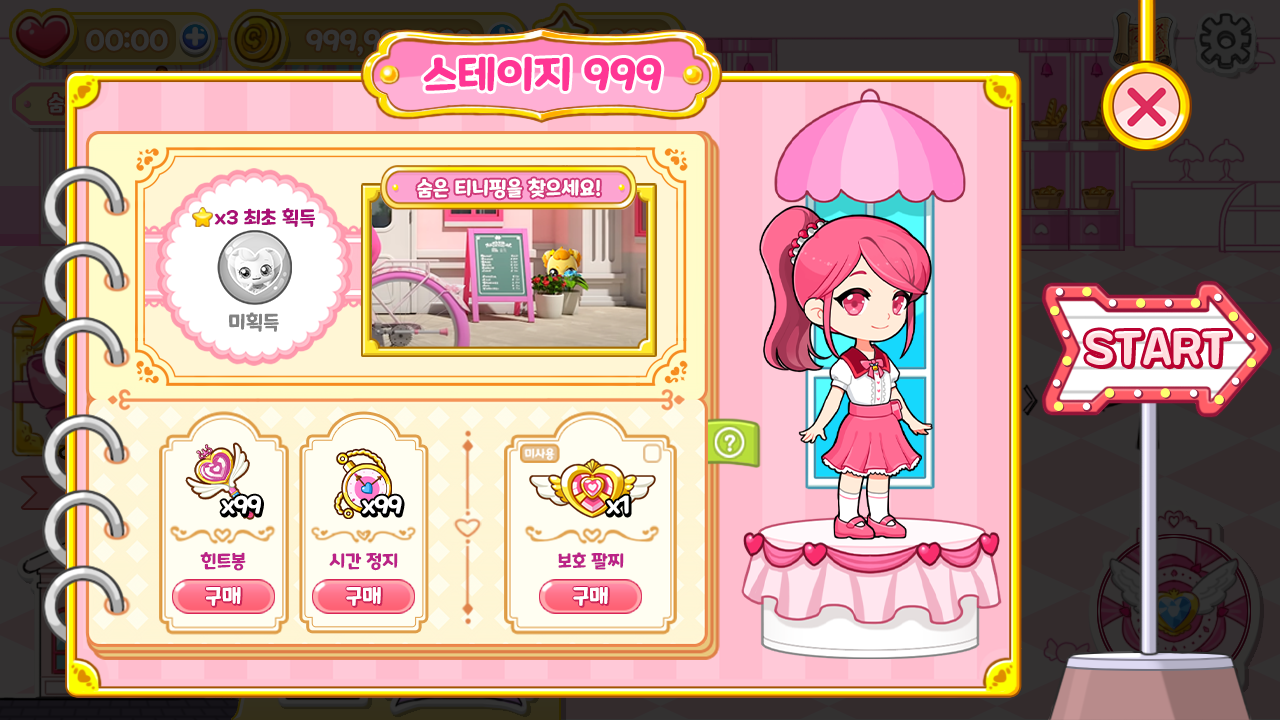 00:00
스테이지 999
⭐x3 최초 획득
미획득
숨은 티니핑을 찾으세요!
x99
힌트봉
구매
x99
시간 정지
구매
미사용
x1
보호 팔찌
구매
?
START